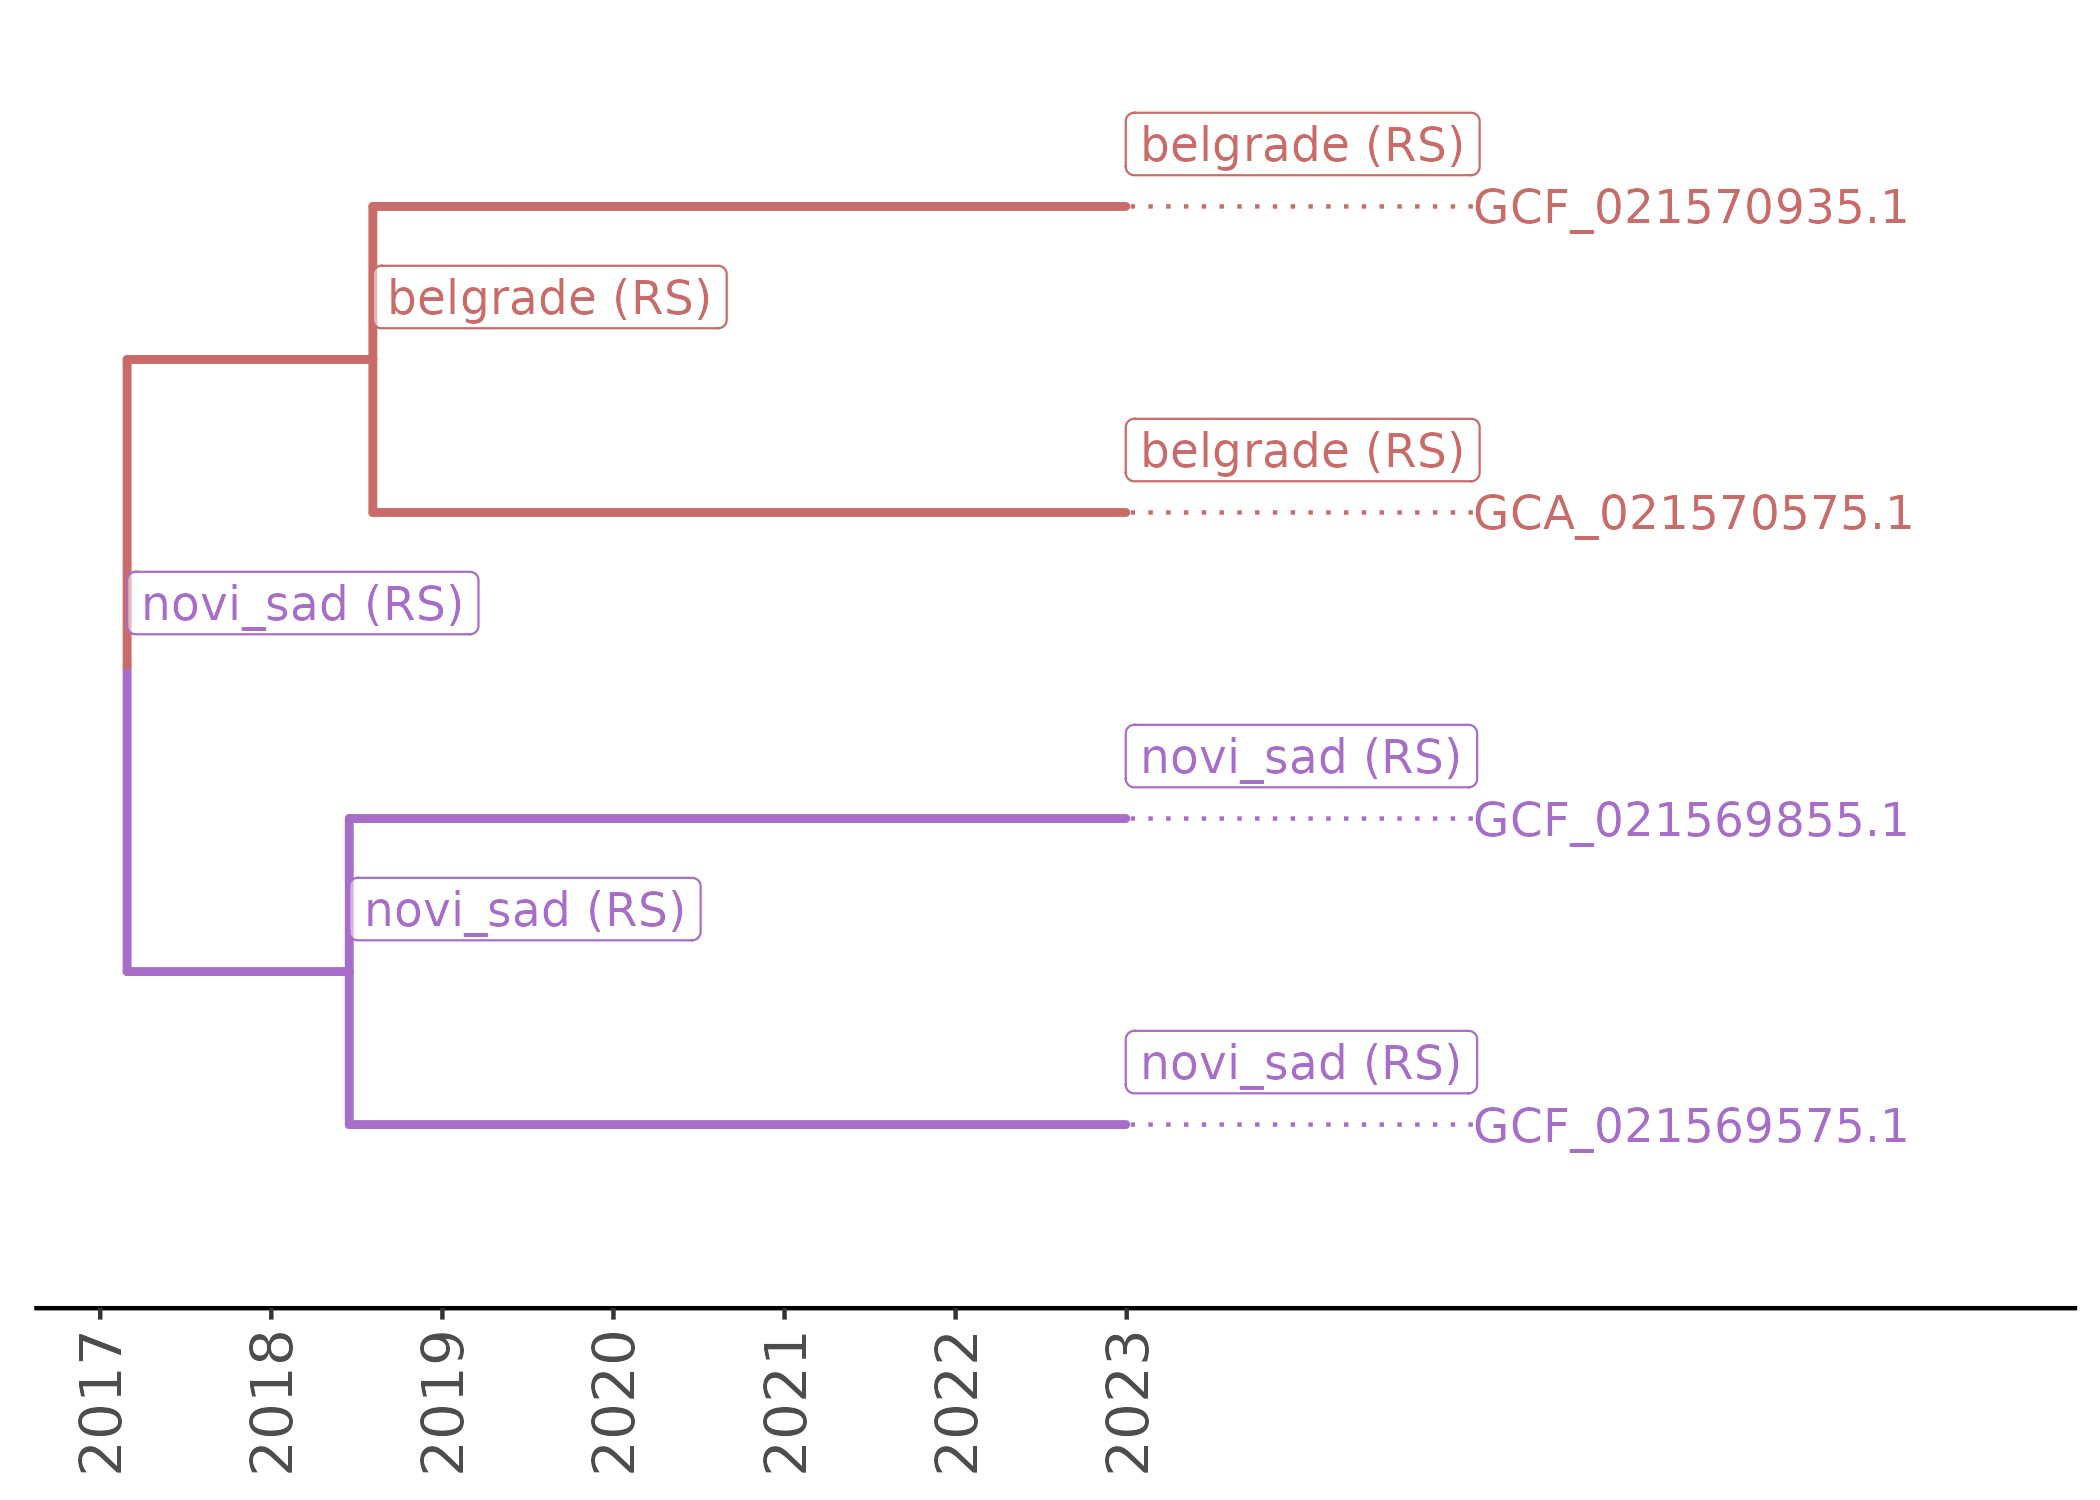 belgrade (RS)
GCF_021570935.1
belgrade (RS)
belgrade (RS)
GCA_021570575.1
novi_sad (RS)
novi_sad (RS)
GCF_021569855.1
novi_sad (RS)
novi_sad (RS)
GCF_021569575.1
2017
2018
2019
2020
2021
2022
2023